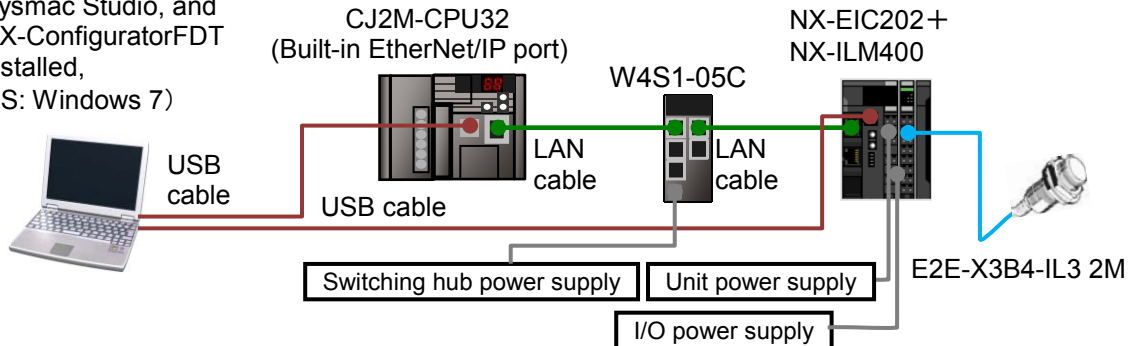 ysmac Studio, and
X-ConfiguratorFDT
stalled,
S: Windows 7）
CJ2M-CPU32
(Built-in EtherNet/IP port)
W4S1-05C
NX-EIC202＋
NX-ILM400
USB
cable
USB cable
LAN
cable
LAN
cable
E2E-X3B4-IL3 2M
Switching hub power supply
Unit power supply
I/O power supply